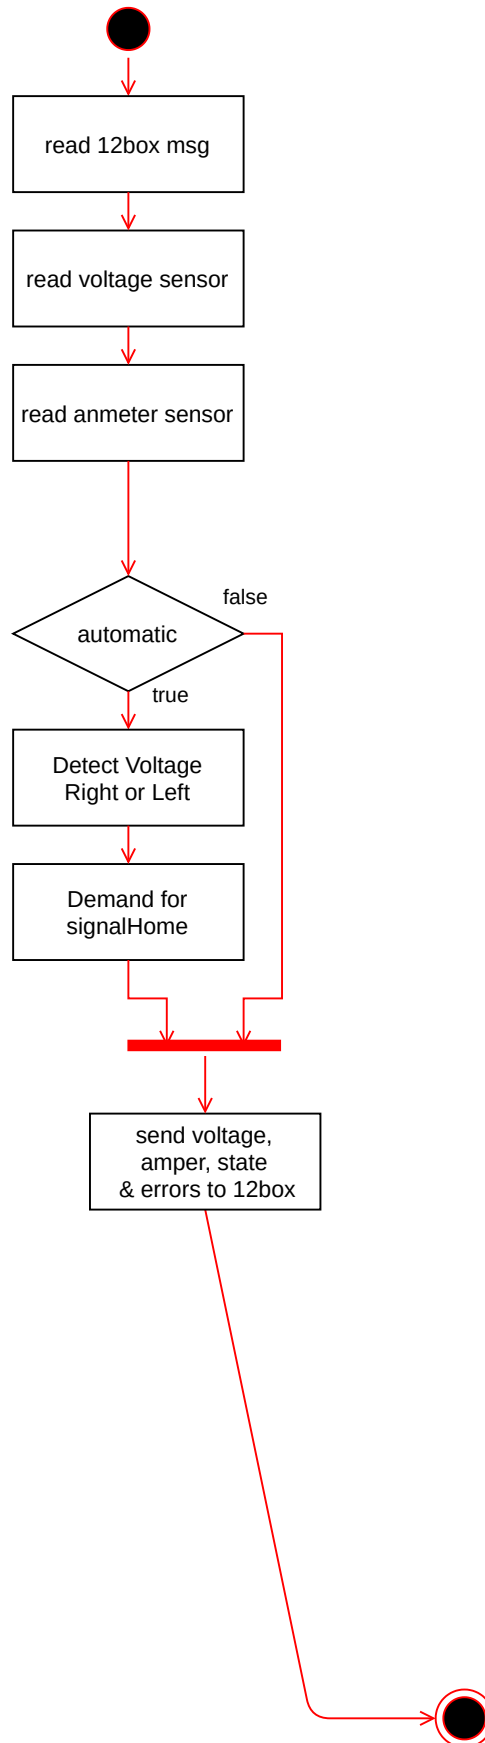 read 12box msg
read voltage sensor
read anmeter sensor
false
automatic
true
Detect Voltage
Right or Left
Demand for
signalHome
send voltage,
amper, state
& errors to 12box